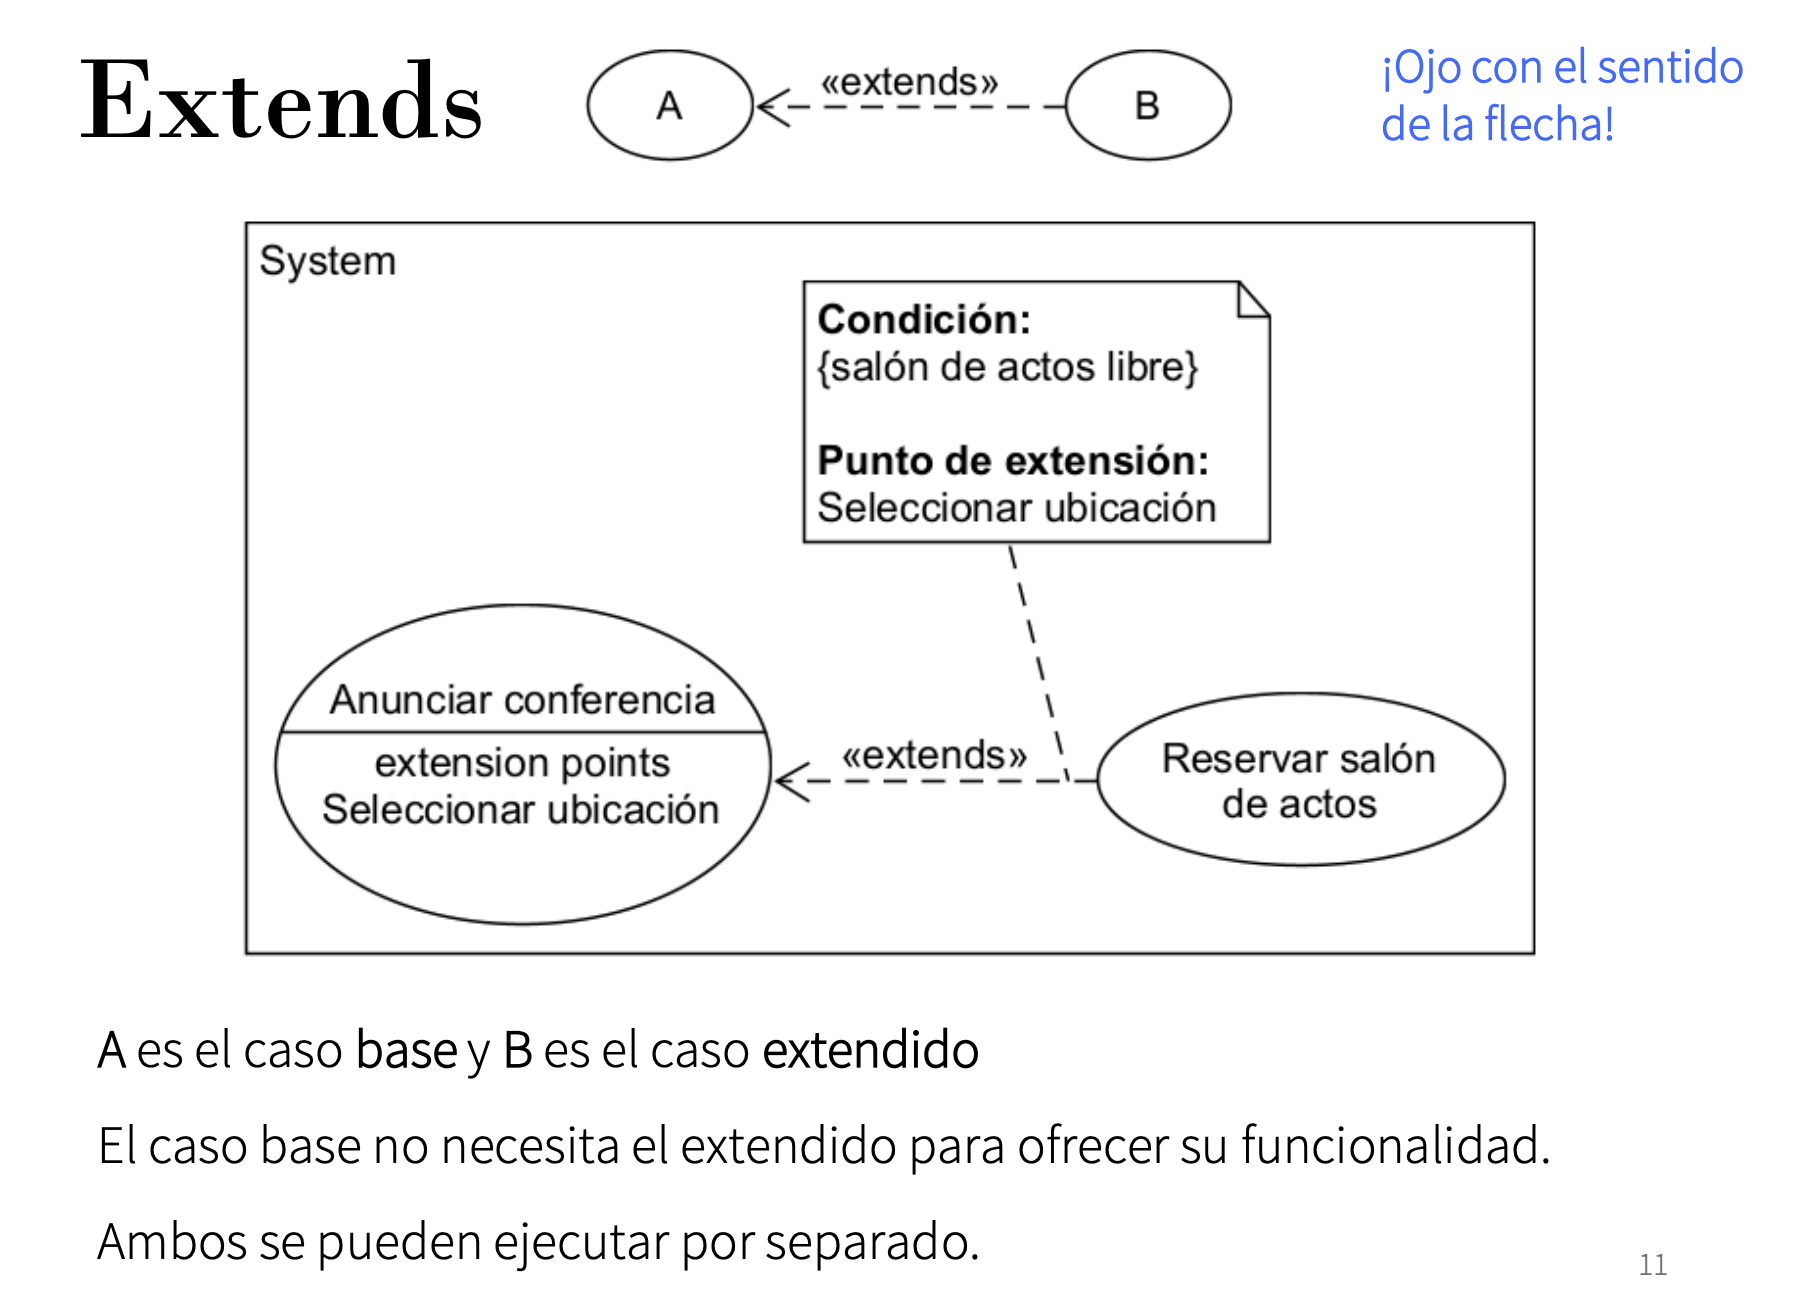 Extends
A
«extends»
B
¡Ojo con el sentido
de la flecha!
System
Condición:
{salón de actos libre}
Punto de extensión:
Seleccionar ubicación
Anunciar conferencia
extension points
Seleccionar ubicación
«extends»
Reservar salón
de actos
A es el caso base y B es el caso extendido
El caso base no necesita el extendido para ofrecer su funcionalidad.
Ambos se pueden ejecutar por separado.
11